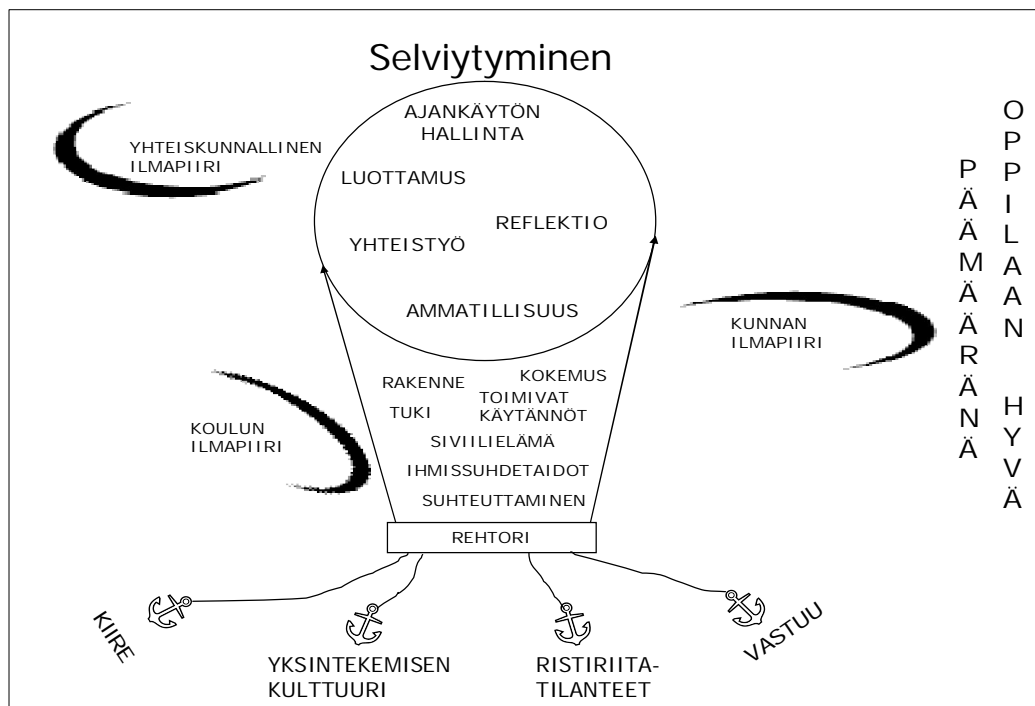 Selviytyminen
AJANKÄYTÖN
HALLINTA
LUOTTAMUS
REFLEKTIO
YHTEISTYÖ
AMMATILLISUUS
YHTEISKUNNALLINEN
ILMAPIIRI
KUNNAN
ILMAPIIRI
KOULUN
ILMAPIIRI
RAKENNE
KOKEMUS
TUKI
TOIMIVAT
KÄYTÄNNÖT
SIVIILIELÄMÄ
IHMISSUHDETAIDOT
SUHTEUTTAMINEN
REHTORI
KIIRE
YKSINTEKEMISEN
KULTTUURI
RISTIRIITA-
TILANTEET
VASTUU
PÄÄMÄÄRÄNÄ
OPPILAAN HYVÄ